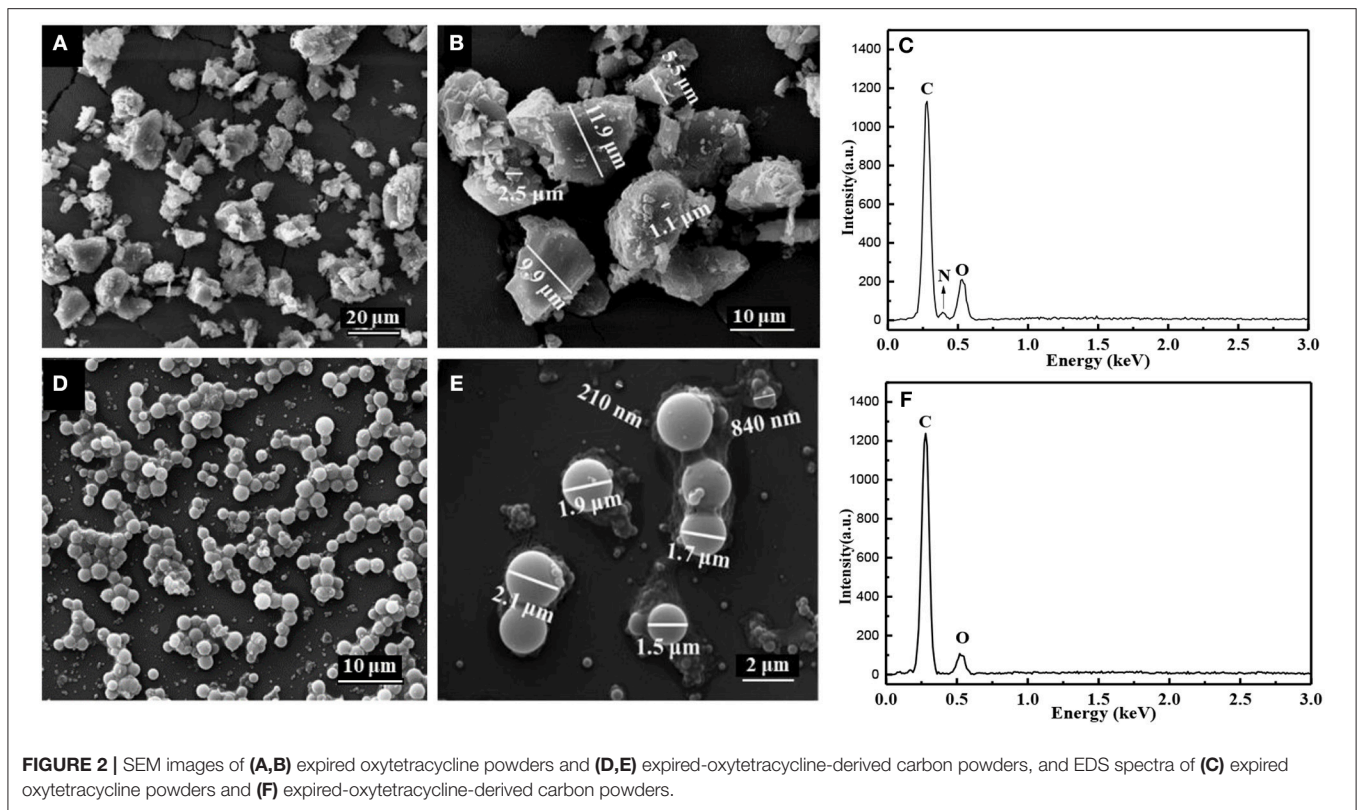 A
20 μm
B
5.5 μm
11.9 μm
2.5 μm
1.1 μm
9.9 μm
10 μm
C
1400
1200
1000
800
600
400
200
0
Intensity(a.u.)
C
N
O
0.0 0.5 1.0 1.5 2.0 2.5 3.0
Energy (keV)
D
10 μm
E
210 nm
840 nm
1.9 μm
1.7 μm
2.1 μm
1.5 μm
2 μm
F
1400
1200
1000
800
600
400
200
0
Intensity(a.u.)
C
O
0.0 0.5 1.0 1.5 2.0 2.5 3.0
Energy (keV)
FIGURE 2 | SEM images of (A,B) expired oxytetracycline powders and (D,E) expired-oxytetracycline-derived carbon powders, and EDS spectra of (C) expired
oxytetracycline powders and (F) expired-oxytetracycline-derived carbon powders.